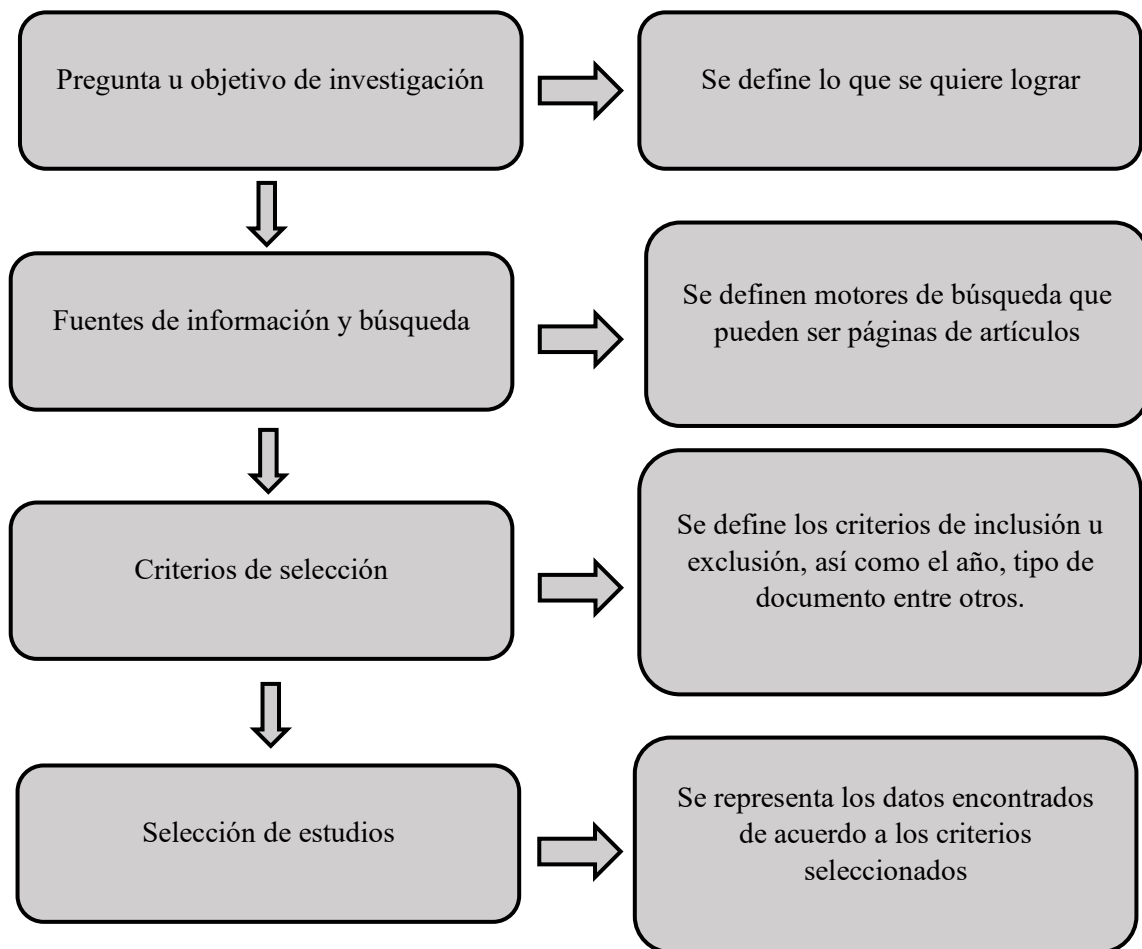 Pregunta u objetivo de investigación
Se define lo que se quiere lograr
Fuentes de información y búsqueda
Se definen motores de búsqueda que
pueden ser páginas de artículos
Criterios de selección
Se define los criterios de inclusión u
exclusión, así como el año, tipo de
documento entre otros.
Selección de estudios
Se representa los datos encontrados
de acuerdo a los criterios
seleccionados